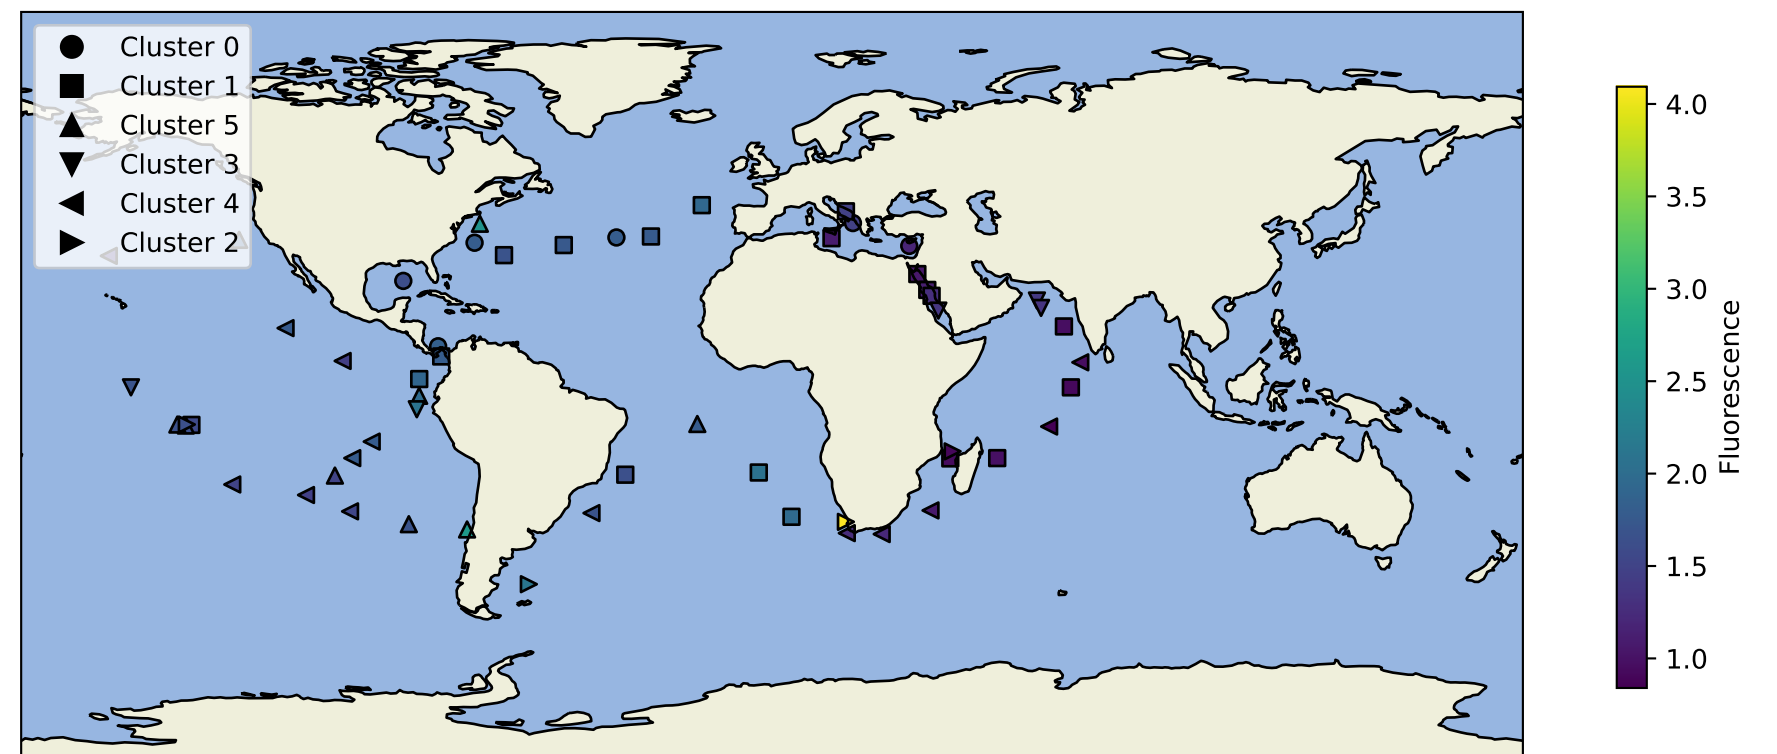 Cluster 0
Cluster 1
Cluster 5
Cluster 3
Cluster 4
Cluster 2
4.0
3.5
3.0
2.5
2.0
1.5
1.0
Fluorescence